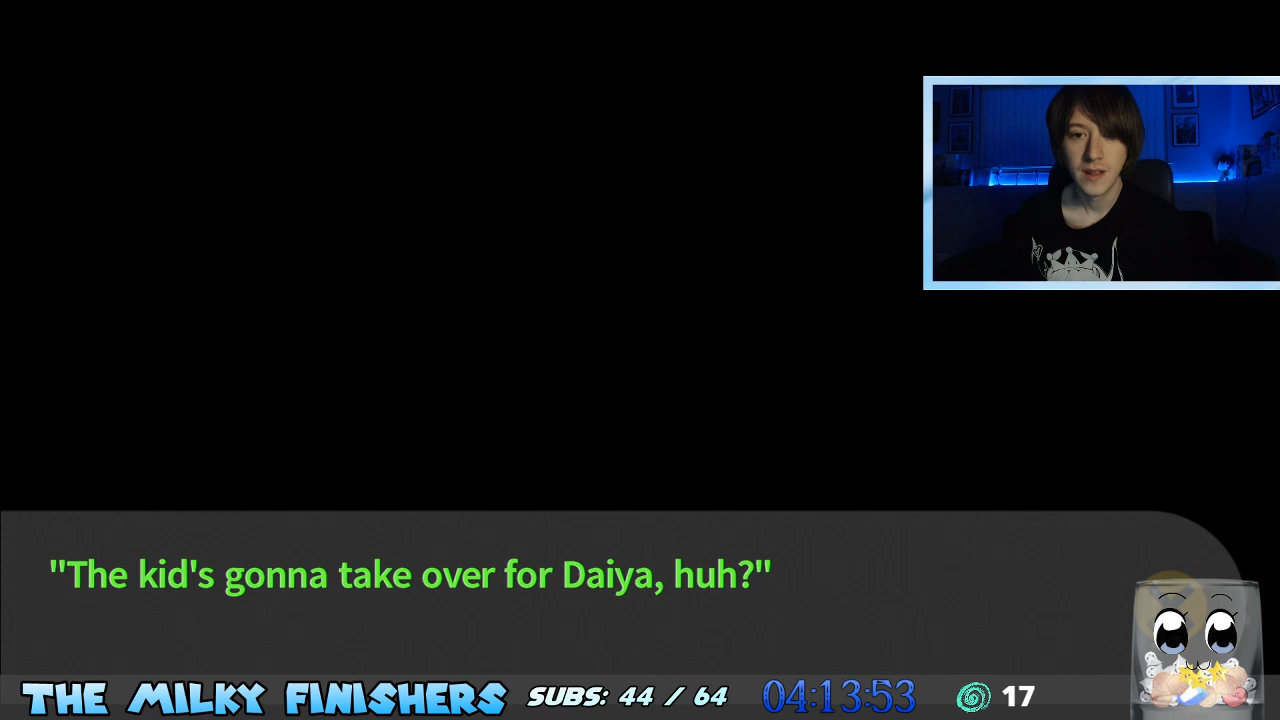 "The kid's gonna take over for Daiya, huh?"
THE MILKY FINISHERS SUBS: 44 / 64 04:13:53 17